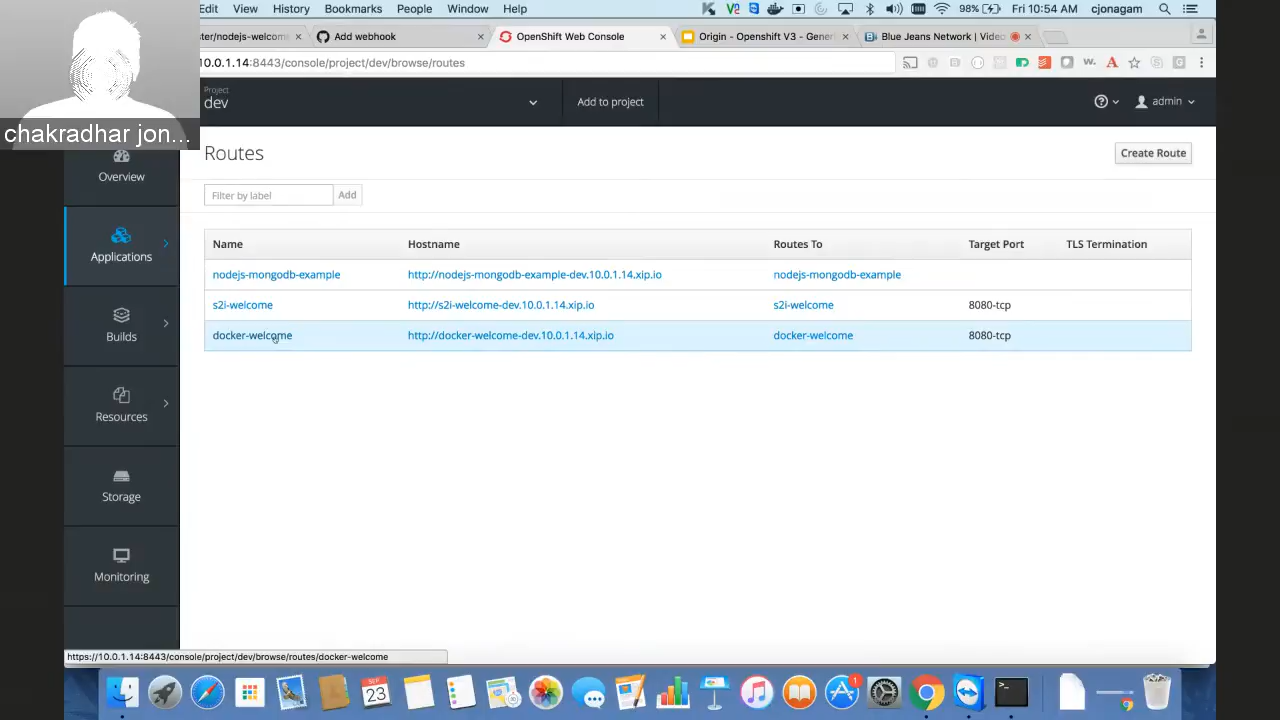 Edit View History Bookmarks People Window Help 98% Fri 10:54 AM cjonagam
ster/nodejs-welcome Add webhook OpenShift Web Console Origin - Openshift V3 - Gener Blue Jeans Network | Video
10.0.1.14:8443/console/project/dev/browse/routes
Project
dev
Add to project
admin
chakradhar jon...
Routes
Create Route
Filter by label
Add
Overview
Applications
Builds
Resources
Storage
Monitoring
Name Hostname Routes To Target Port TLS Termination
nodejs-mongodb-example http://nodejs-mongodb-example-dev.10.0.1.14.xip.io nodejs-mongodb-example
s2i-welcome http://s2i-welcome-dev.10.0.1.14.xip.io s2i-welcome 8080-tcp
docker-welcome http://docker-welcome-dev.10.0.1.14.xip.io docker-welcome 8080-tcp
https://10.0.1.14:8443/console/project/dev/browse/routes/docker-welcome
SEP
23
1